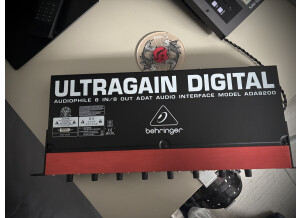 ULTRAGAIN DIGITAL
AUDIOPHILE 8 IN/8 OUT ADAT AUDIO INTERFACE MODEL ADA8200
behringer